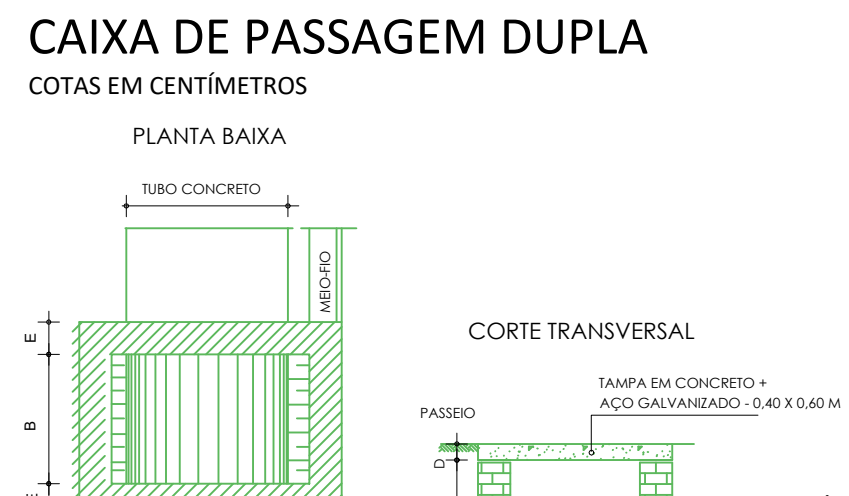 CAIXA DE PASSAGEM DUPLA
COTAS EM CENTÍMETROS
PLANTA BAIXA
TUBO CONCRETO
MEIO-FIO
E
B
CORTE TRANSVERSAL
TAMPA EM CONCRETO +
AÇO GALVANIZADO - 0,40 X 0,60 M
PASSEIO
D